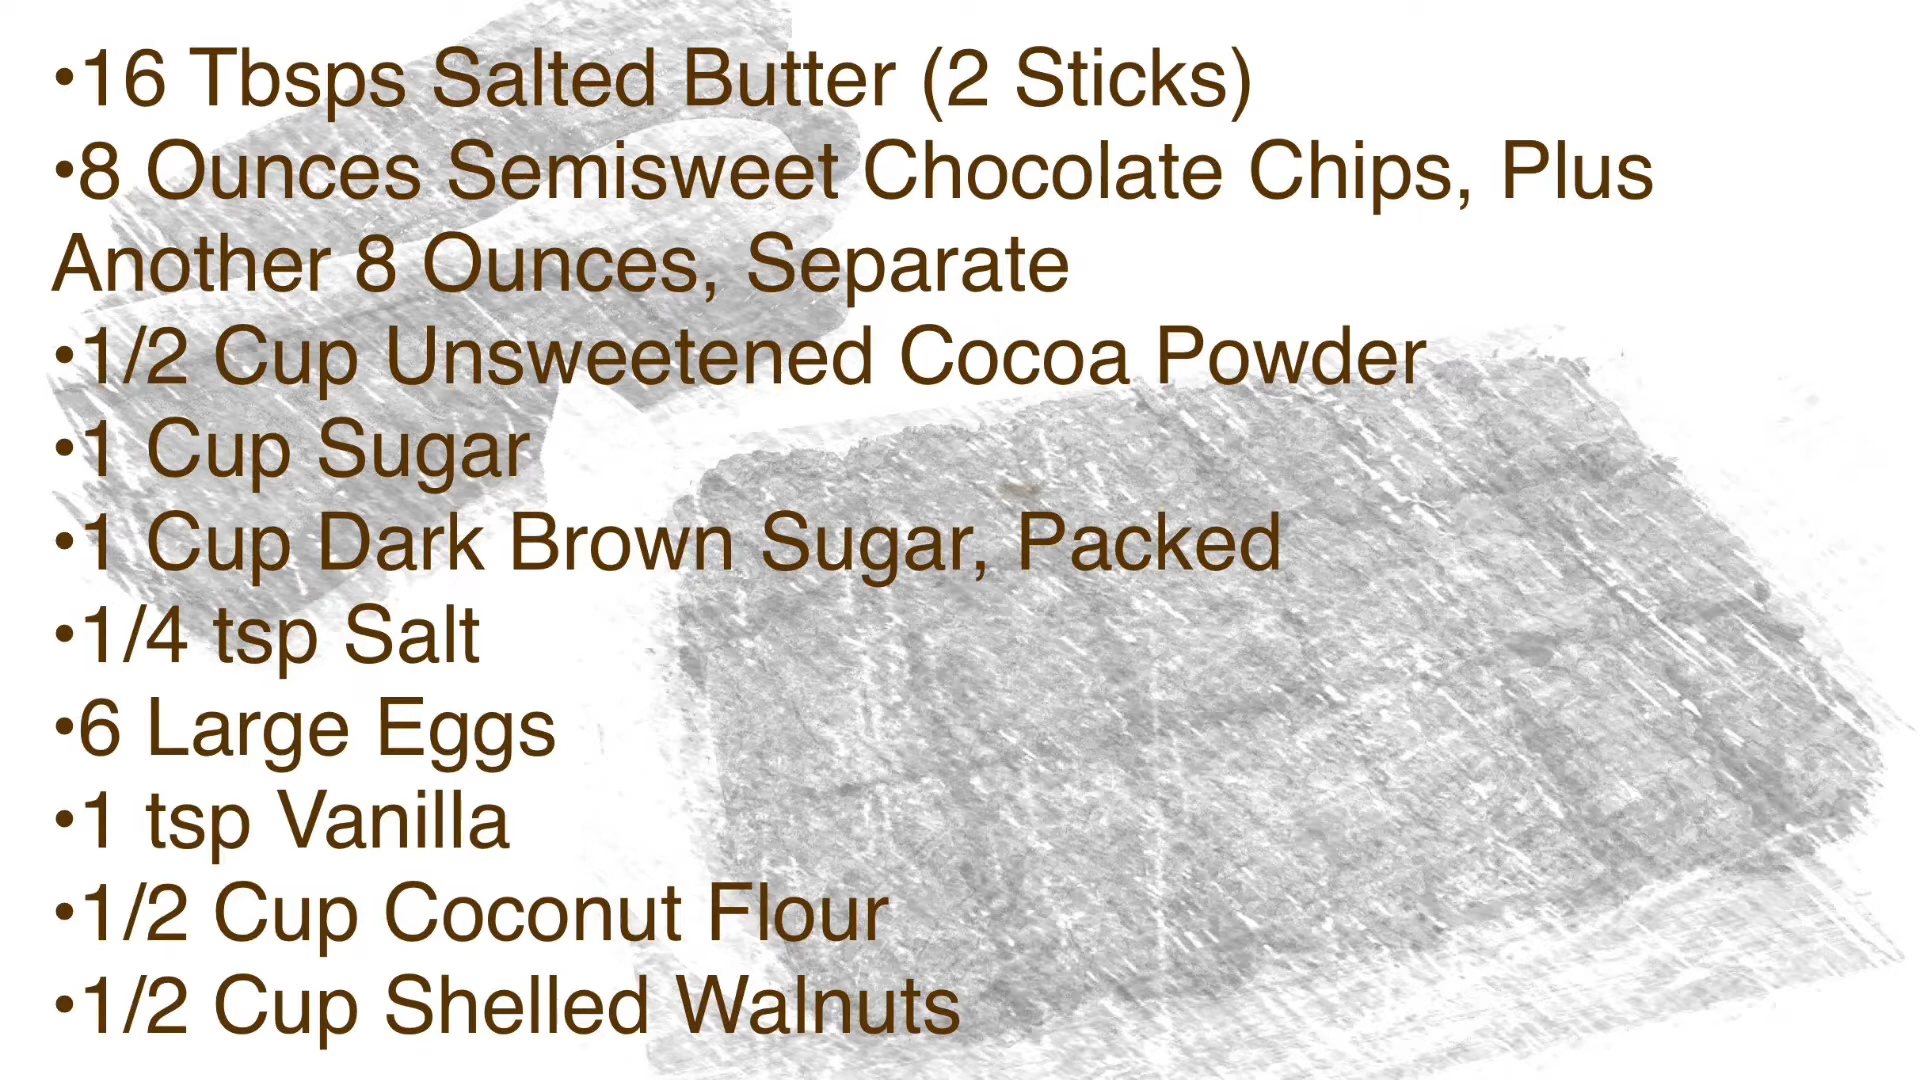 •16 Tbsps Salted Butter (2 Sticks)
•8 Ounces Semisweet Chocolate Chips, Plus
Another 8 Ounces, Separate
•1/2 Cup Unsweetened Cocoa Powder
•1 Cup Sugar
•1 Cup Dark Brown Sugar, Packed
•1/4 tsp Salt
•6 Large Eggs
•1 tsp Vanilla
•1/2 Cup Coconut Flour
•1/2 Cup Shelled Walnuts